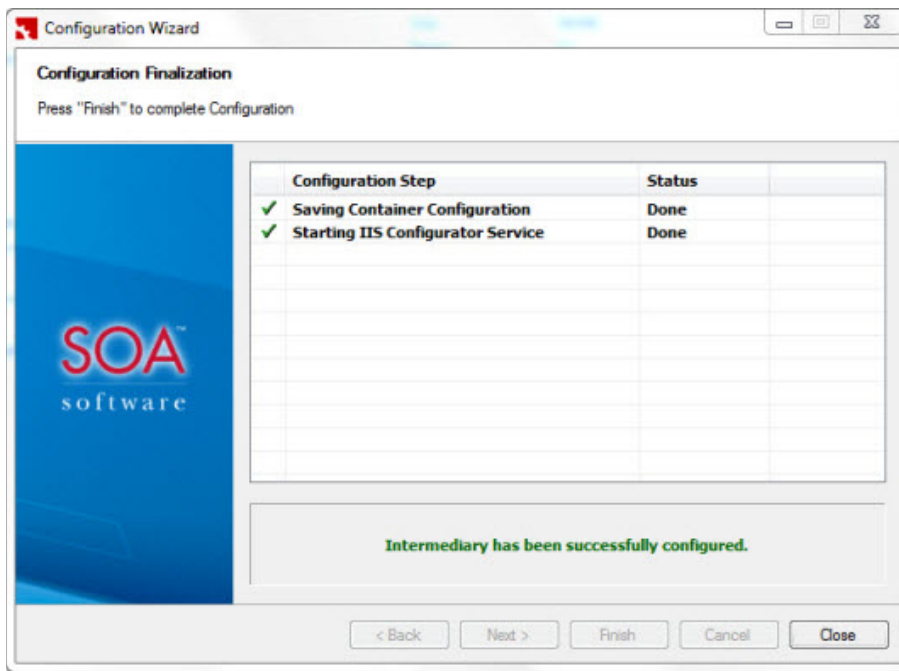 Configuration Wizard
Configuration Finalization
Press "Finish" to complete Configuration
Configuration Step Status
Saving Container Configuration Done
Starting IIS Configurator Service Done
SOA™
software
Intermediary has been successfully configured.
< Back Next > Finish Cancel Close